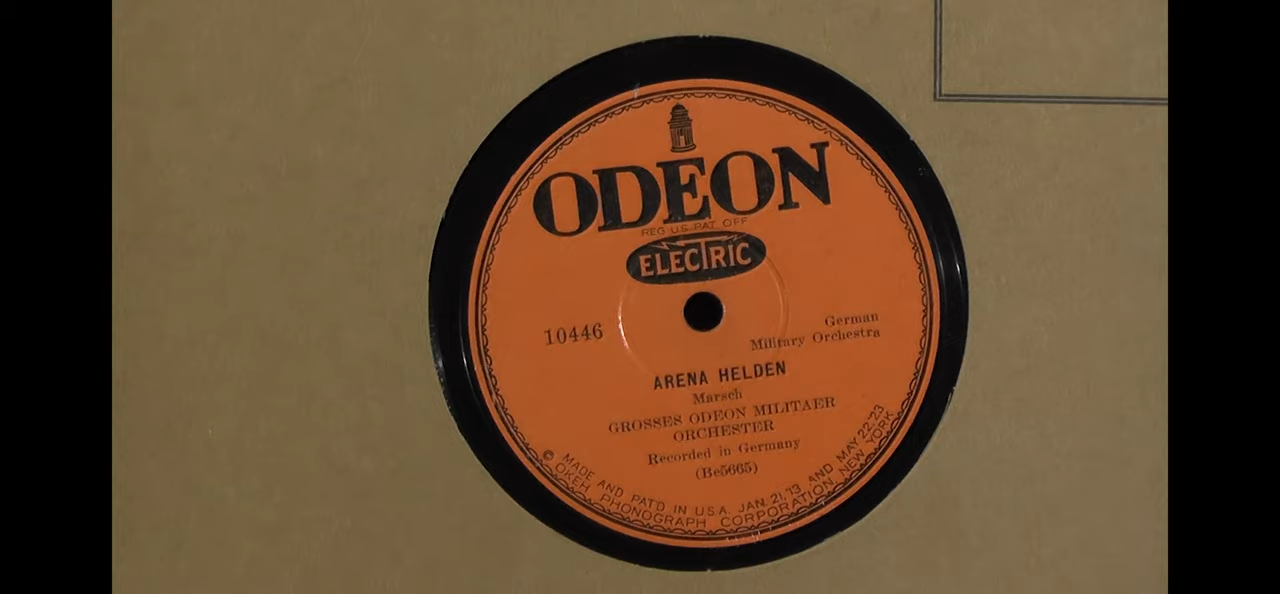 ODEON
REG U.S. PAT. OFF
ELECTRIC
10446
German
Military Orchestra
ARENA HELDEN
Marsch
GROSSES ODEON MILITAER
ORCHESTER
Recorded in Germany
(Be5665)
© MADE AND PAT'D IN U.S.A. JAN. 21,'13 AND MAY 22,'23
OKEH PHONOGRAPH CORPORATION NEW YORK